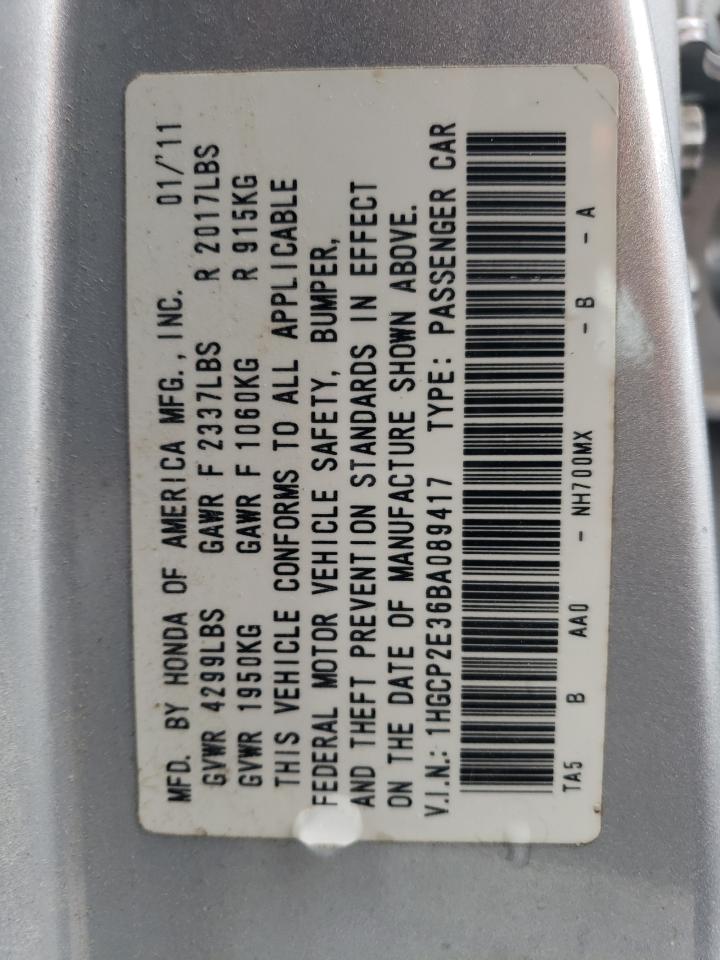 MFD. BY HONDA OF AMERICA MFG., INC. 01/'11
GVWR 4299LBS GAWR F 2337LBS R 2017LBS
GVWR 1950KG GAWR F 1060KG R 915KG
THIS VEHICLE CONFORMS TO ALL APPLICABLE
FEDERAL MOTOR VEHICLE SAFETY, BUMPER,
AND THEFT PREVENTION STANDARDS IN EFFECT
ON THE DATE OF MANUFACTURE SHOWN ABOVE.
V.I.N.: 1HGCP2E36BA089417 TYPE: PASSENGER CAR
TA5 B AA0 - NH700MX - B - A